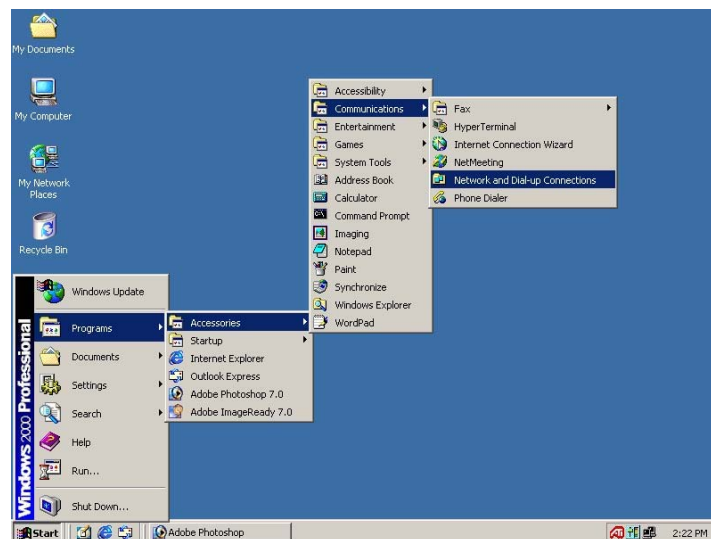 My Documents
My Computer
My Network
Places
Recycle Bin
Accessibility
Communications
Entertainment
Games
System Tools
Address Book
Calculator
Command Prompt
Imaging
Notepad
Paint
Synchronize
Windows Explorer
WordPad
Fax
HyperTerminal
Internet Connection Wizard
NetMeeting
Network and Dial-up Connections
Phone Dialer
Windows 2000 Professional
Windows Update
Programs
Documents
Settings
Search
Help
Run...
Shut Down...
Accessories
Startup
Internet Explorer
Outlook Express
Adobe Photoshop 7.0
Adobe ImageReady 7.0
Start
Adobe Photoshop
2:22 PM